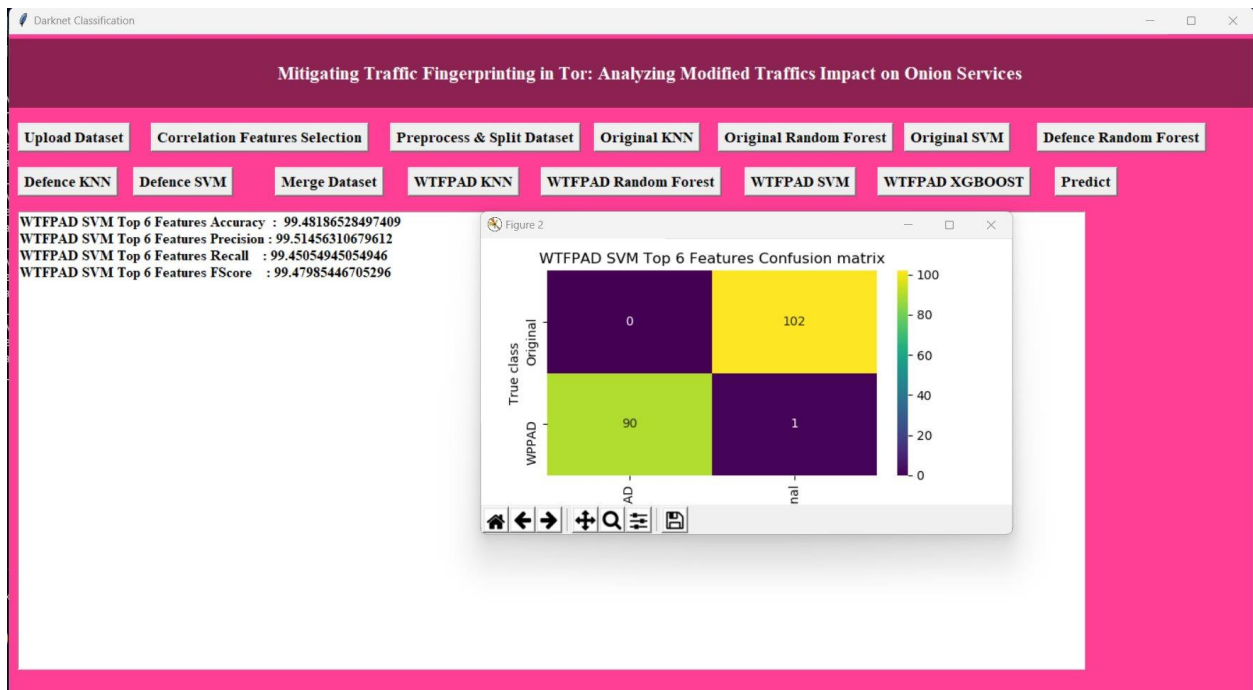 Darknet Classification
Mitigating Traffic Fingerprinting in Tor: Analyzing Modified Traffics Impact on Onion Services
Upload Dataset Correlation Features Selection Preprocess & Split Dataset Original KNN Original Random Forest Original SVM Defence Random Forest
Defence KNN Defence SVM Merge Dataset WTFPAD KNN WTFPAD Random Forest WTFPAD SVM WTFPAD XGBOOST Predict
WTFPAD SVM Top 6 Features Accuracy : 99.48186528497409
WTFPAD SVM Top 6 Features Precision : 99.51456310679612
WTFPAD SVM Top 6 Features Recall : 99.45054945054946
WTFPAD SVM Top 6 Features FScore : 99.47985446705296
Figure 2
WTFPAD SVM Top 6 Features Confusion matrix
True class
Original
WPPAD
0 102
90 1
100
80
60
40
20
0
AD
nal